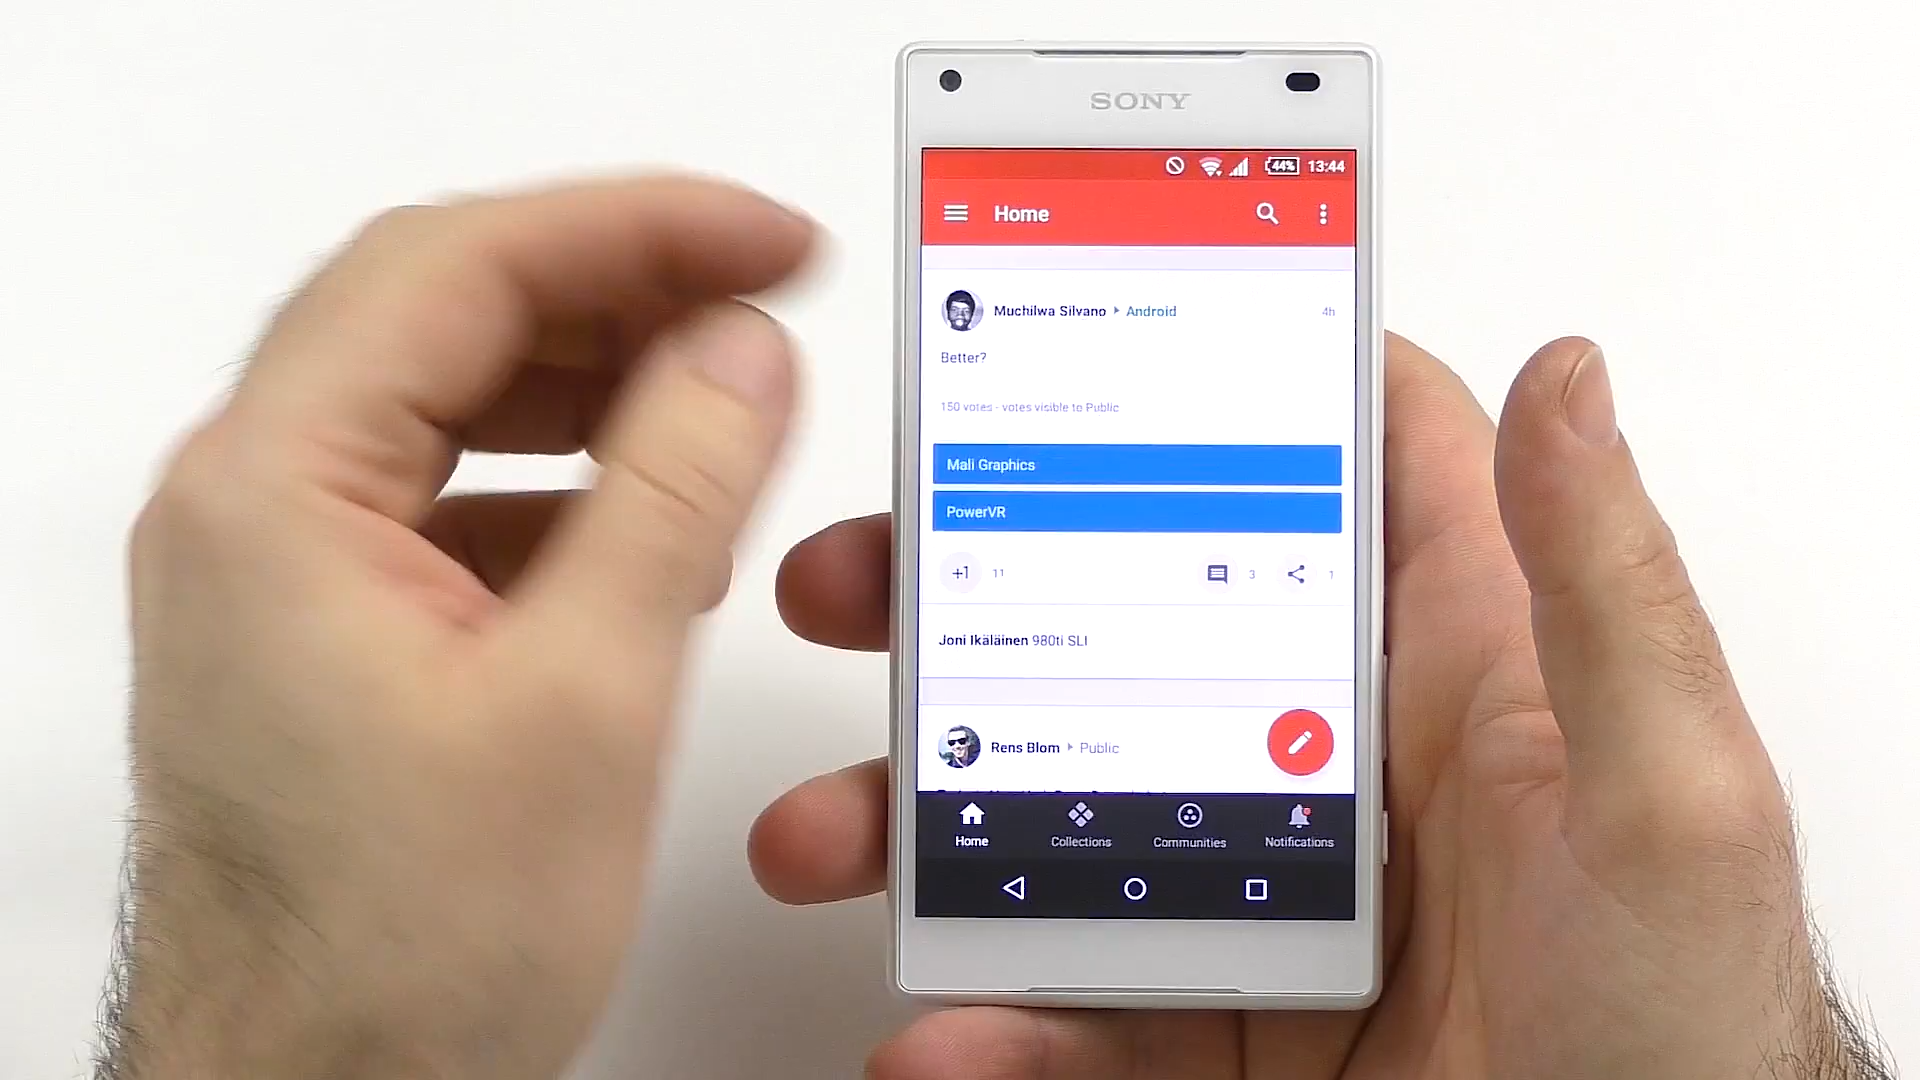 SONY
44% 13:44
Home
Muchilwa Silvano Android 4h
Better?
150 votes - votes visible to Public
Mali Graphics
PowerVR
+1 11 3 1
Joni Ikäläinen 980ti SLI
Rens Blom Public
Home Collections Communities Notifications